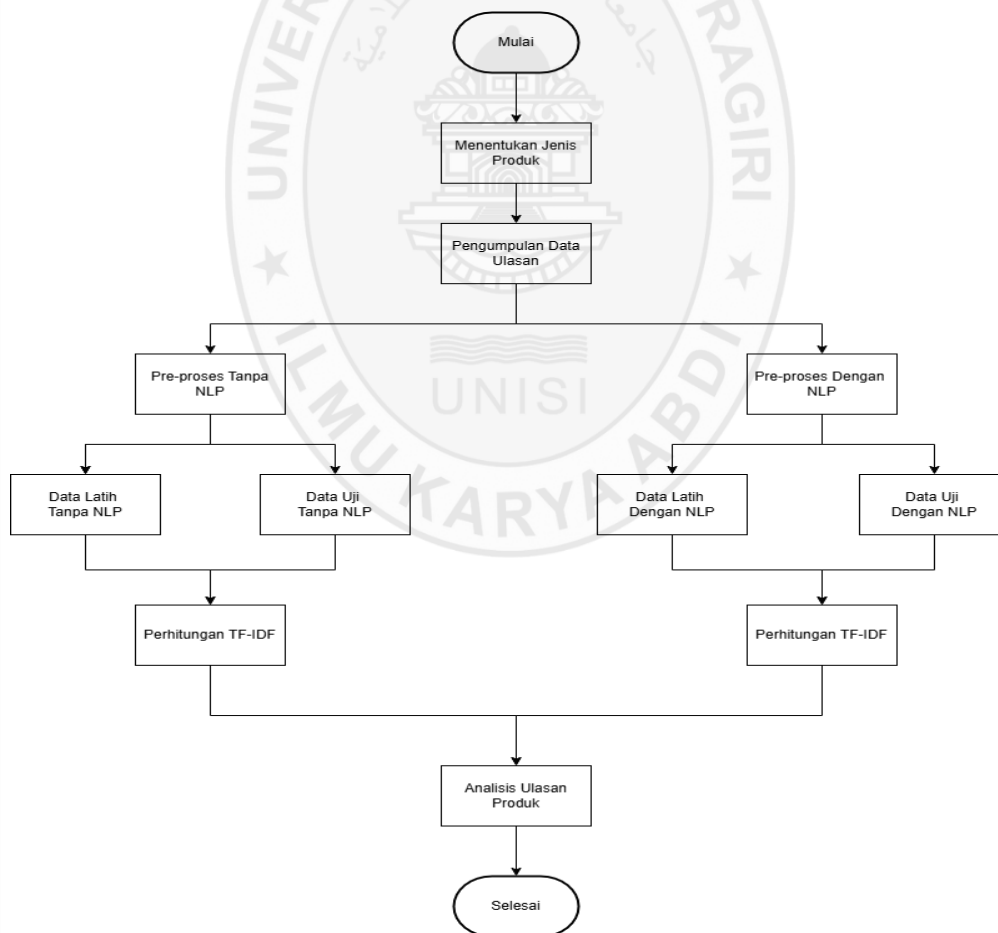 Mulai
Menentukan Jenis
Produk
Pengumpulan Data
Ulasan
Pre-proses Tanpa
NLP
Pre-proses Dengan
NLP
Data Latih
Tanpa NLP
Data Uji
Tanpa NLP
Data Latih
Dengan NLP
Data Uji
Dengan NLP
Perhitungan TF-IDF
Perhitungan TF-IDF
Analisis Ulasan
Produk
Selesai
UNISI
ILMU KARYA ABDI